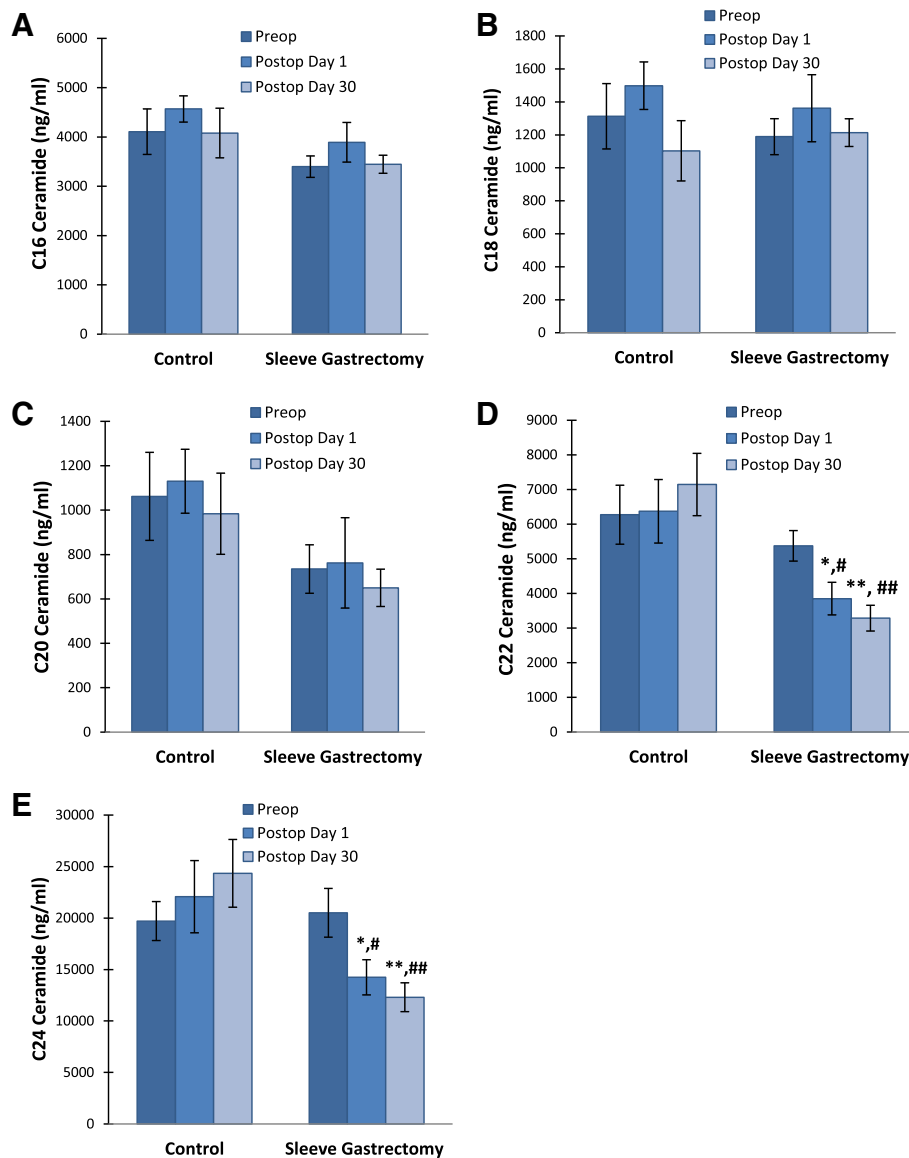 A
C16 Ceramide (ng/ml)
6000
5000
4000
3000
2000
1000
0
Preop
Postop Day 1
Postop Day 30
Control
Sleeve Gastrectomy
B
C18 Ceramide (ng/ml)
1800
1600
1400
1200
1000
800
600
400
200
0
Preop
Postop Day 1
Postop Day 30
Control
Sleeve Gastrectomy
C
C20 Ceramide (ng/ml)
1400
1200
1000
800
600
400
200
0
Preop
Postop Day 1
Postop Day 30
Control
Sleeve Gastrectomy
D
C22 Ceramide (ng/ml)
9000
8000
7000
6000
5000
4000
3000
2000
1000
0
Preop
Postop Day 1
Postop Day 30
*,#
**, ##
Control
Sleeve Gastrectomy
E
C24 Ceramide (ng/ml)
30000
25000
20000
15000
10000
5000
0
Preop
Postop Day 1
Postop Day 30
*,#
**,##
Control
Sleeve Gastrectomy